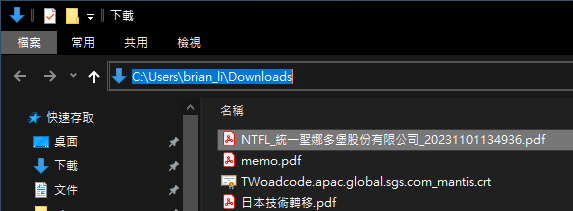 下載
檔案 常用 共用 檢視
C:\Users\brian_li\Downloads
快速存取
桌面
下載
文件
名稱
NTFL_統一聖娜多堡股份有限公司_20231101134936.pdf
memo.pdf
TWoadcode.apac.global.sgs.com_mantis.crt
日本技術轉移.pdf